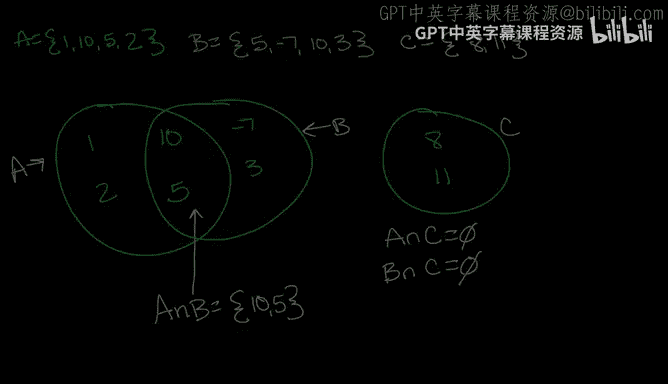 GPT中英字幕课程资源@bilibili.com
GPT中英字幕课程资源 bilibili
A={1,10,5,2} B={5,-7,10,3} C={8,11}
1 10 -7
2 5 3
A→
←B
C
8
11
A∩C=∅
B∩C=∅
A∩B={10,5}